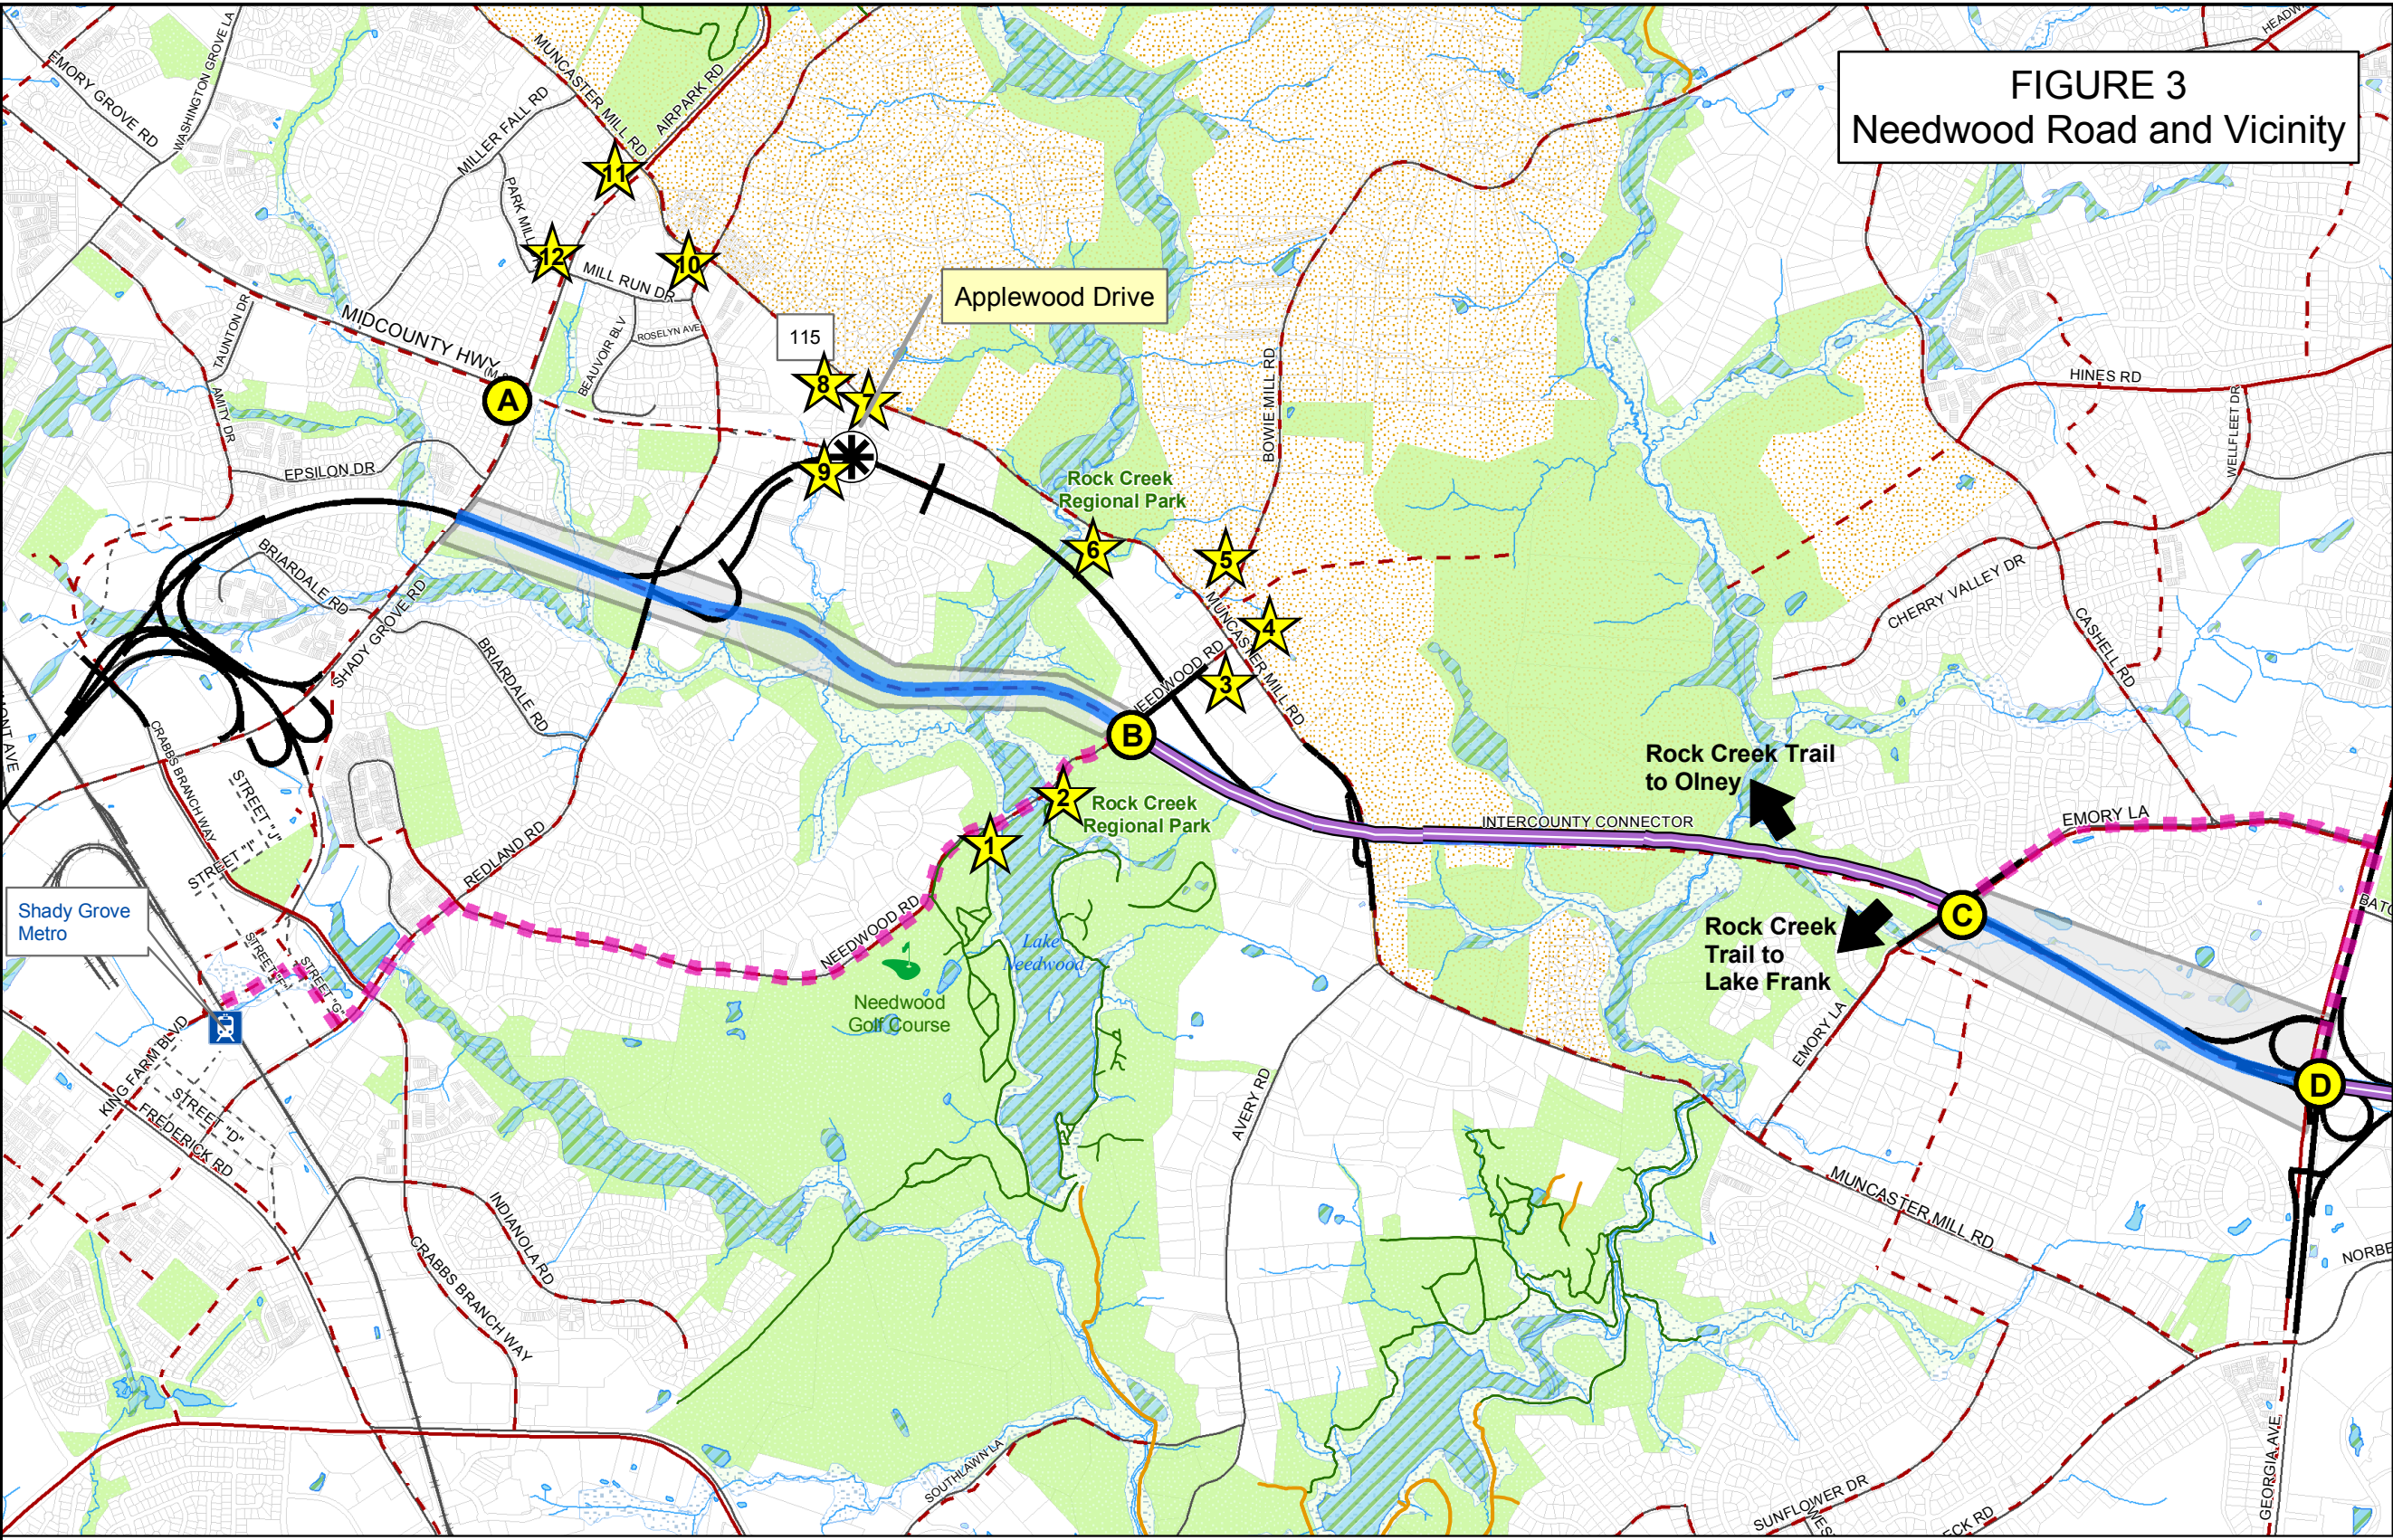 FIGURE 3
Needwood Road and Vicinity
EMORY GROVE RD
WASHINGTON GROVE LA
MUNCASTER MILL RD
AIRPARK RD
MILLER FALL RD
11
12
10
MILL RUN DR
Applewood Drive
TAUNTON DR
MIDCOUNTY HWY
BEAUVOIR BLV
ROSELYN AVE
115
8
7
A
AMITY DR
EPSILON DR
9
BOWIE MILL RD
HINES RD
WELLFLEET DR
Rock Creek
Regional Park
6
5
4
3
BRIARDALE RD
SHADY GROVE RD
BRIARDALE RD
MUNCASTER MILL RD
CHERRY VALLEY DR
CASHELL RD
B
CRABBS BRANCH WAY
STREET "J"
STREET "I"
REDLAND RD
2
1
Rock Creek
Regional Park
Rock Creek Trail
to Olney
INTERCOUNTY CONNECTOR
EMORY LA
Shady Grove
Metro
STREET "F"
STREET "G"
NEEDWOOD RD
Lake
Needwood
Needwood
Golf Course
C
Rock Creek
Trail to
Lake Frank
EMORY LA
D
KING FARM BLVD
STREET "D"
FREDERICK RD
AVERY RD
MUNCASTER MILL RD
INDIANOLA RD
CRABBS BRANCH WAY
SOUTHLAWN LA
SUNFLOWER DR
GEORGIA AVE